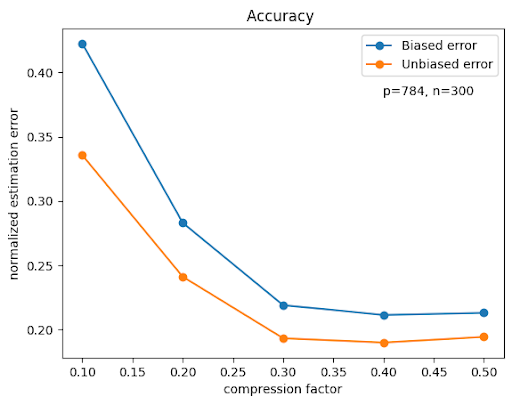 Accuracy
Biased error
Unbiased error
p=784, n=300
normalized estimation error
0.40
0.35
0.30
0.25
0.20
0.10 0.15 0.20 0.25 0.30 0.35 0.40 0.45 0.50
compression factor